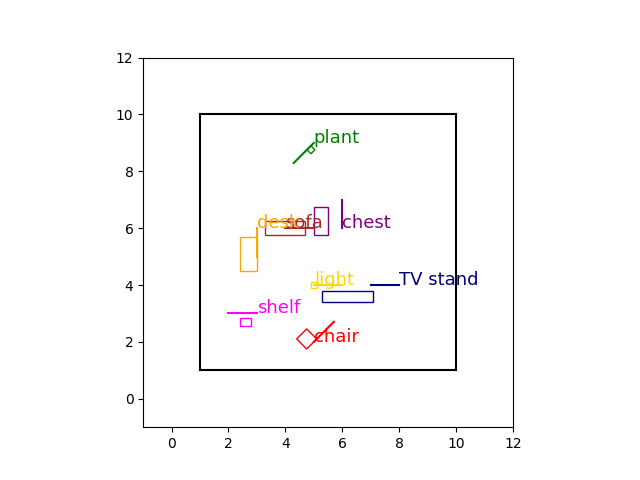 12
10
8
6
4
2
0
plant
desk
sofa
chest
light
TV stand
shelf
chair
0 2 4 6 8 10 12